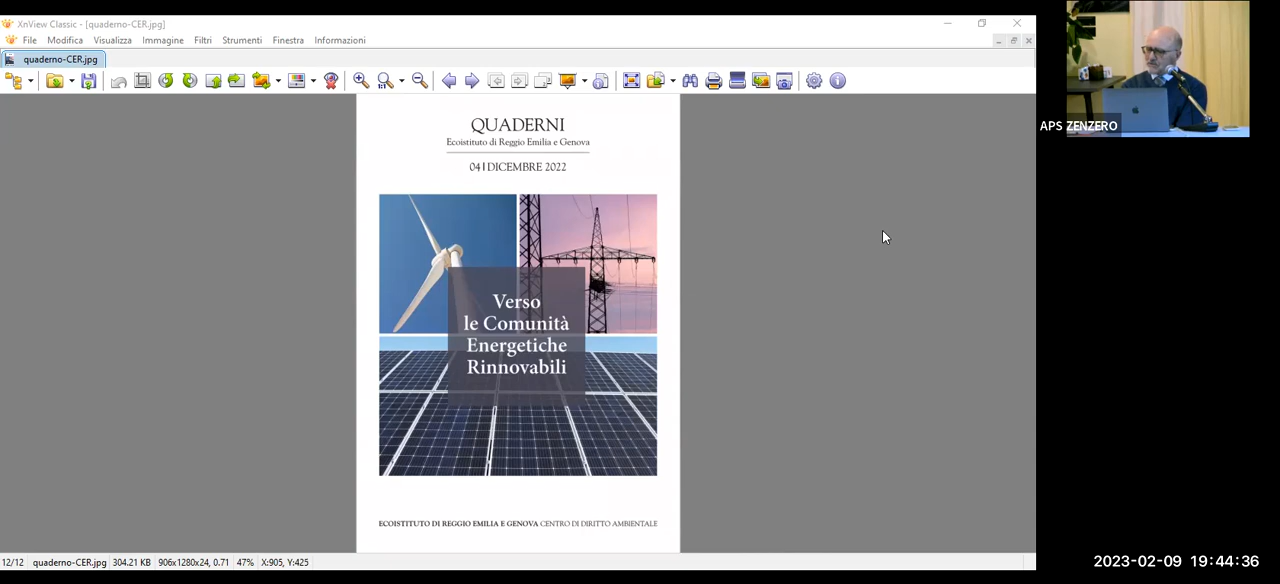 XnView Classic - [quaderno-CER.jpg]
File Modifica Visualizza Immagine Filtri Strumenti Finestra Informazioni
quaderno-CER.jpg
QUADERNI
Ecoistituto di Reggio Emilia e Genova
04 | DICEMBRE 2022
Verso
le Comunità
Energetiche
Rinnovabili
ECOISTITUTO DI REGGIO EMILIA E GENOVA CENTRO DI DIRITTO AMBIENTALE
12/12 quaderno-CER.jpg 304.21 KB 906x1280x24, 0.71 47% X:905, Y:425
APS ZENZERO
2023-02-09 19:44:36